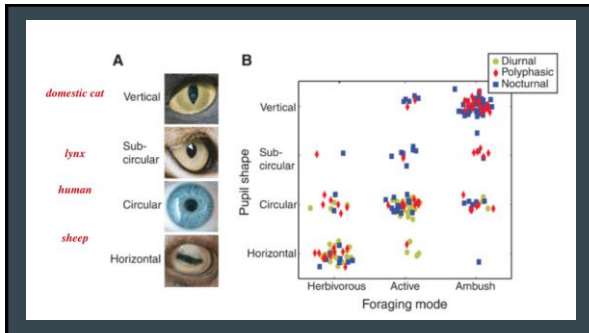 A
domestic cat
Vertical
lynx
Sub-
circular
human
Circular
sheep
Horizontal
B
Diurnal
Polyphasic
Nocturnal
Pupil shape
Vertical
Sub-
circular
Circular
Horizontal
Herbivorous
Active
Ambush
Foraging mode